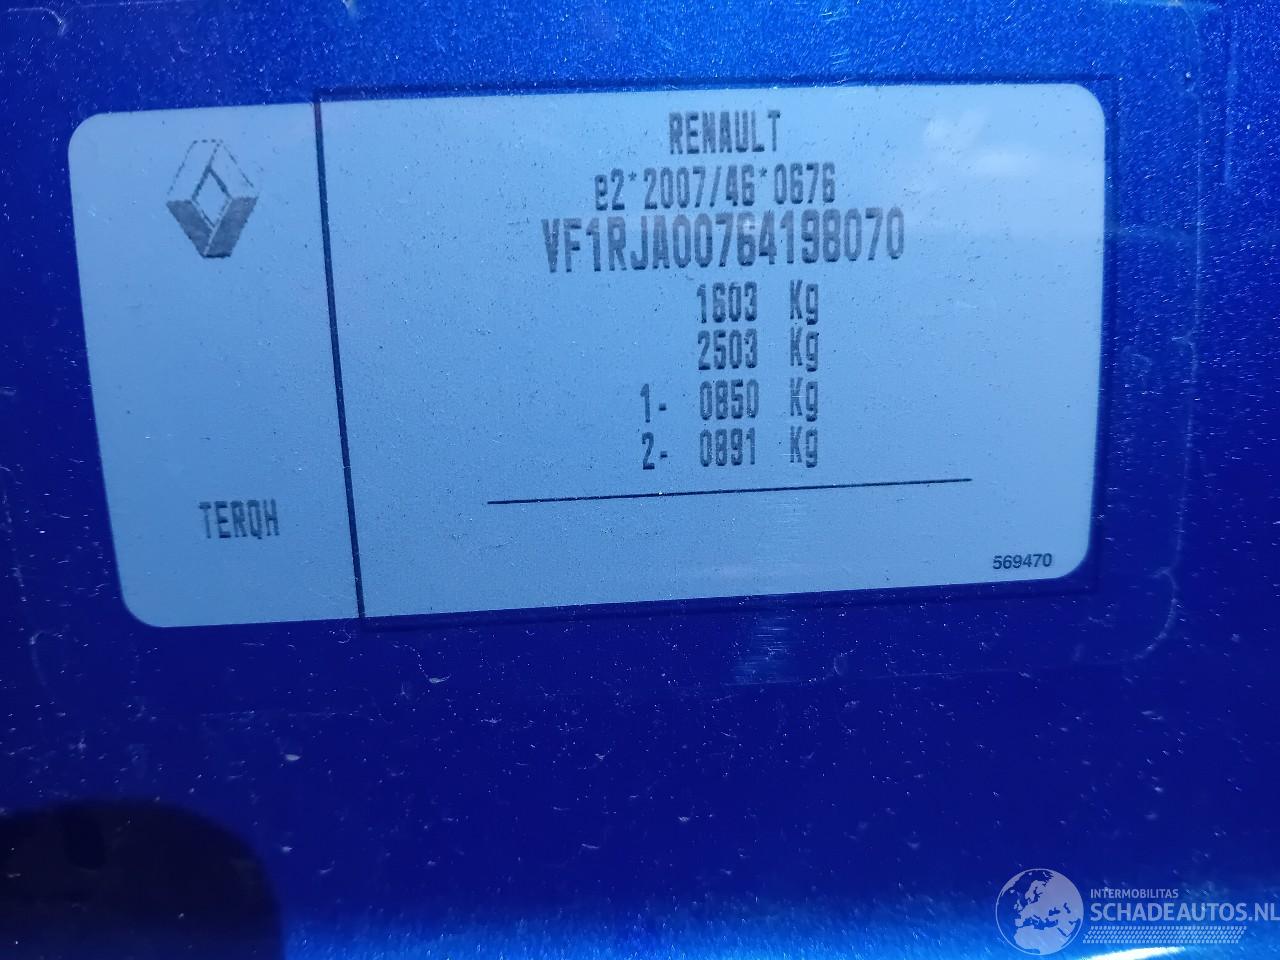 RENAULT
e2*2007/46*0676
VF1RJA00764198070
1603 Kg
2503 Kg
1- 0850 Kg
2- 0891 Kg
TERQH
569470
INTERMOBILITAS
SCHADEAUTOS.NL